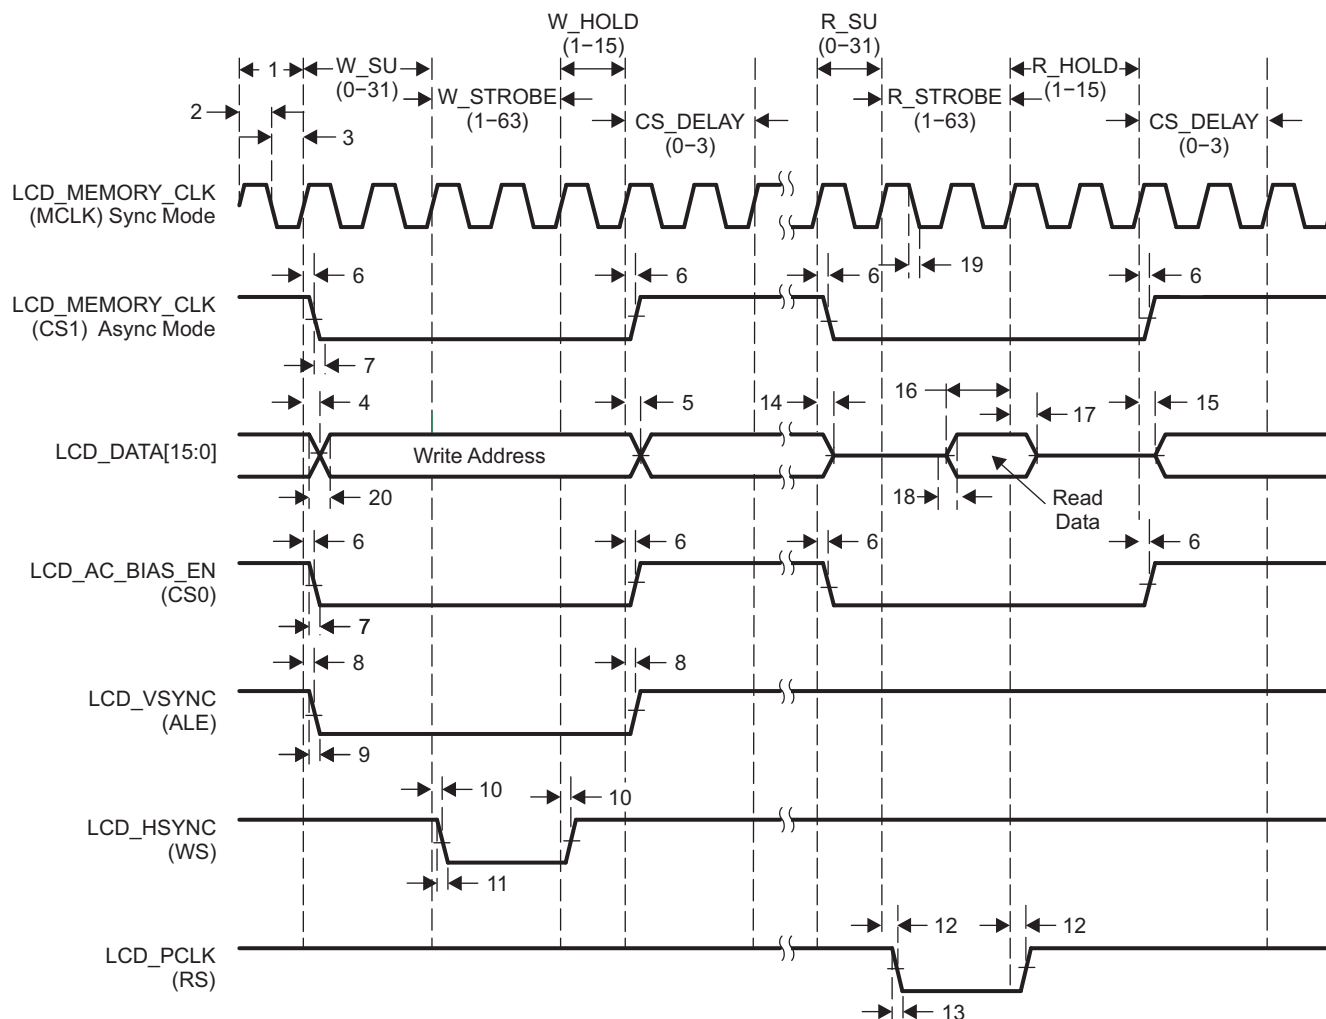 W_HOLD
(1−15)
R_SU
(0−31)
1
W_SU
(0−31)
R_HOLD
(1−15)
2
W_STROBE
(1−63)
R_STROBE
(1−63)
3
CS_DELAY
(0−3)
CS_DELAY
(0−3)
LCD_MEMORY_CLK
(MCLK) Sync Mode
19
6
6
6
6
LCD_MEMORY_CLK
(CS1) Async Mode
7
16
4
5
14
17
15
LCD_DATA[15:0]
Write Address
20
18
Read
Data
6
6
6
6
LCD_AC_BIAS_EN
(CS0)
7
8
8
LCD_VSYNC
(ALE)
9
10
10
LCD_HSYNC
(WS)
11
12
12
LCD_PCLK
(RS)
13